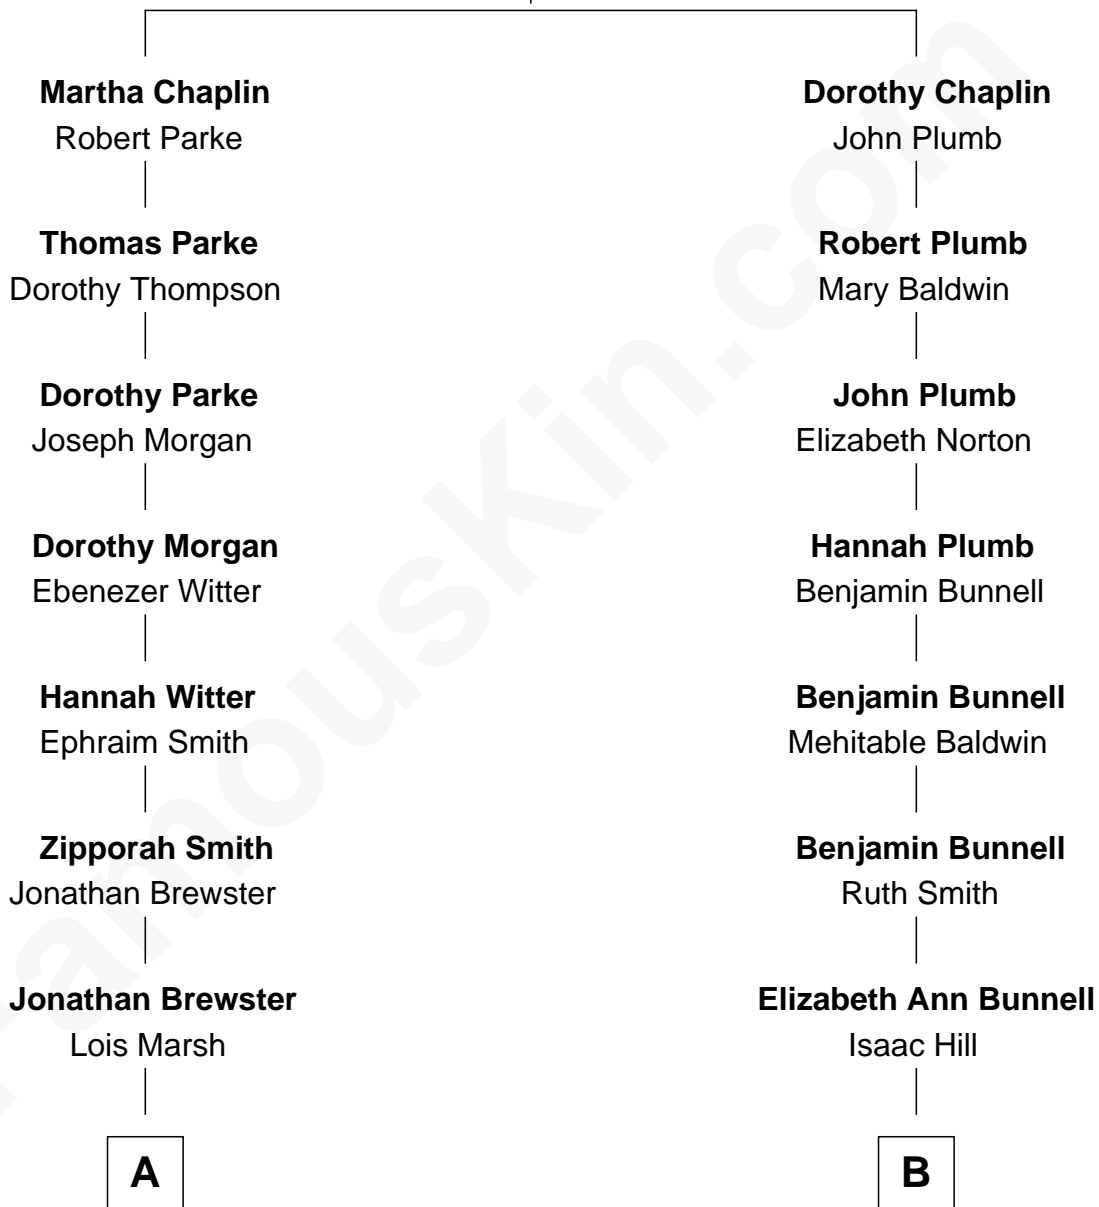 Martha Chaplin
Robert Parke
Thomas Parke
Dorothy Thompson
Dorothy Parke
Joseph Morgan
Dorothy Morgan
Ebenezer Witter
Hannah Witter
Ephraim Smith
Zipporah Smith
Jonathan Brewster
Jonathan Brewster
Lois Marsh
A
Dorothy Chaplin
John Plumb
Robert Plumb
Mary Baldwin
John Plumb
Elizabeth Norton
Hannah Plumb
Benjamin Bunnell
Benjamin Bunnell
Mehitable Baldwin
Benjamin Bunnell
Ruth Smith
Elizabeth Ann Bunnell
Isaac Hill
B
FamousKin.com